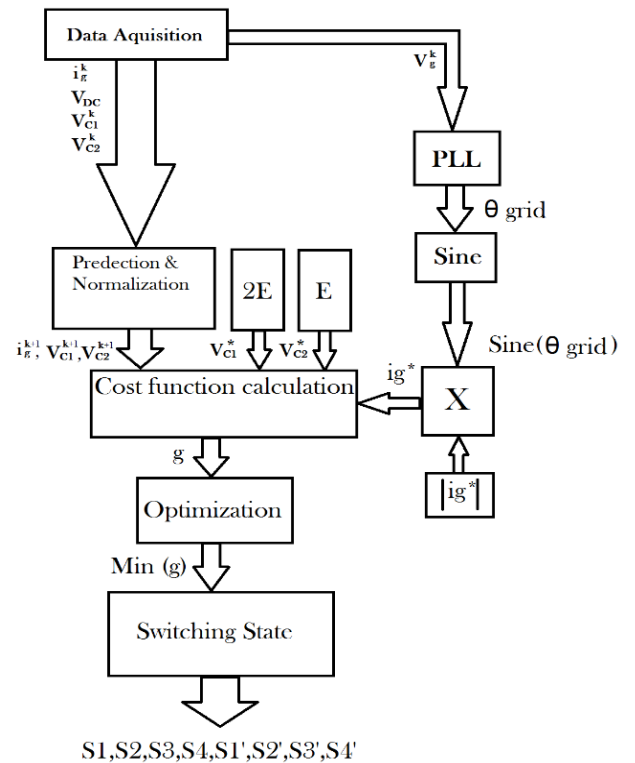 Data Aquisition
i_g^k
V_DC
V_C1^k
V_C2^k
V_g^k
PLL
θ grid
Sine
Sine(θ grid)
Predection &
Normalization
2E
E
i_g^k+1, V_C1^k+1, V_C2^k+1
V_C1^*
V_C2^*
ig*
X
|ig*|
Cost function calculation
g
Optimization
Min (g)
Switching State
S1,S2,S3,S4,S1',S2',S3',S4'